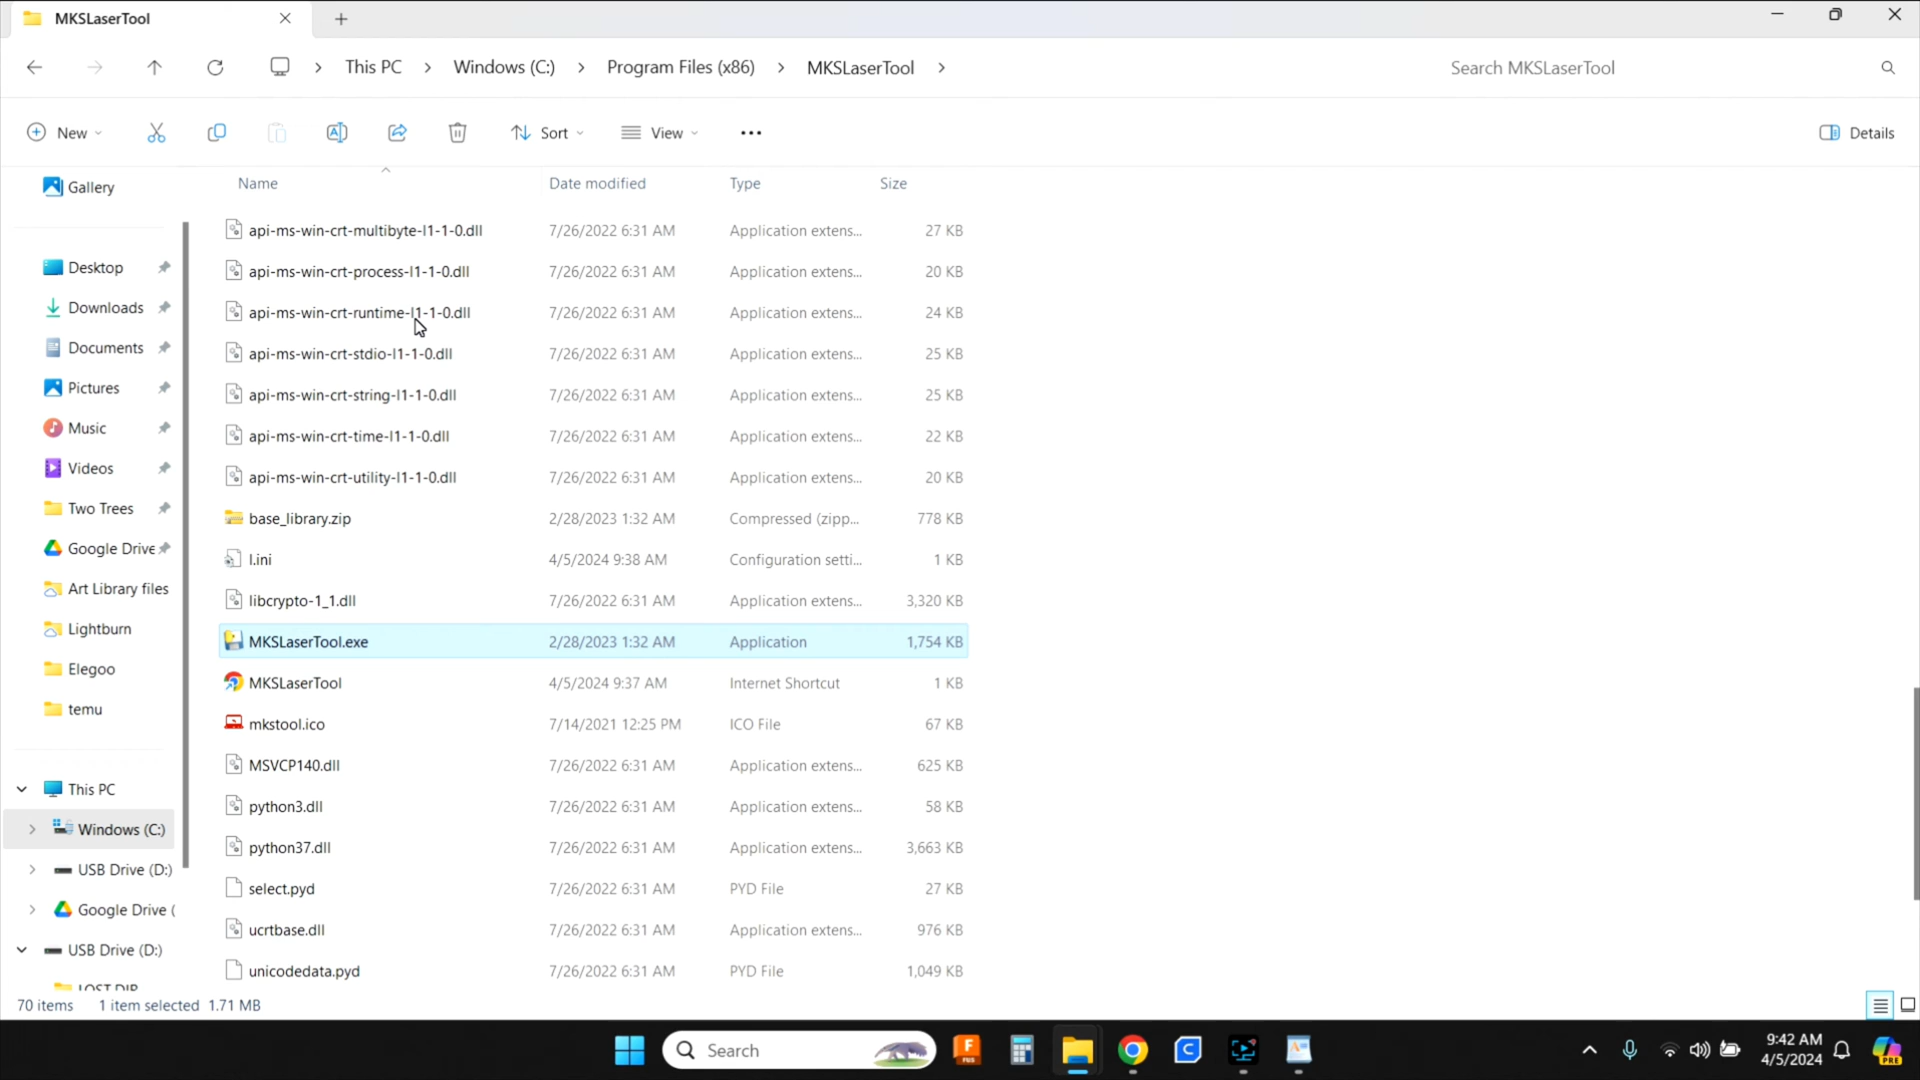 MKSLaserTool
This PC > Windows (C:) > Program Files (x86) > MKSLaserTool >
Search MKSLaserTool
New
Sort
View
Details
Name Date modified Type Size
api-ms-win-crt-multibyte-l1-1-0.dll 7/26/2022 6:31 AM Application extens... 27 KB
api-ms-win-crt-process-l1-1-0.dll 7/26/2022 6:31 AM Application extens... 20 KB
api-ms-win-crt-runtime-l1-1-0.dll 7/26/2022 6:31 AM Application extens... 24 KB
api-ms-win-crt-stdio-l1-1-0.dll 7/26/2022 6:31 AM Application extens... 25 KB
api-ms-win-crt-string-l1-1-0.dll 7/26/2022 6:31 AM Application extens... 25 KB
api-ms-win-crt-time-l1-1-0.dll 7/26/2022 6:31 AM Application extens... 22 KB
api-ms-win-crt-utility-l1-1-0.dll 7/26/2022 6:31 AM Application extens... 20 KB
base_library.zip 2/28/2023 1:32 AM Compressed (zipp... 778 KB
l.ini 4/5/2024 9:38 AM Configuration setti... 1 KB
libcrypto-1_1.dll 7/26/2022 6:31 AM Application extens... 3,320 KB
MKSLaserTool.exe 2/28/2023 1:32 AM Application 1,754 KB
MKSLaserTool 4/5/2024 9:37 AM Internet Shortcut 1 KB
mkstool.ico 7/14/2021 12:25 PM ICO File 67 KB
MSVCP140.dll 7/26/2022 6:31 AM Application extens... 625 KB
python3.dll 7/26/2022 6:31 AM Application extens... 58 KB
python37.dll 7/26/2022 6:31 AM Application extens... 3,663 KB
select.pyd 7/26/2022 6:31 AM PYD File 27 KB
ucrtbase.dll 7/26/2022 6:31 AM Application extens... 976 KB
unicodedata.pyd 7/26/2022 6:31 AM PYD File 1,049 KB
Gallery
Desktop
Downloads
Documents
Pictures
Music
Videos
Two Trees
Google Drive
Art Library files
Lightburn
Elegoo
temu
This PC
Windows (C:)
USB Drive (D:)
Google Drive (
USB Drive (D:)
LOST.DIR
70 items 1 item selected 1.71 MB
Search
F
FUS
C
9:42 AM
4/5/2024
PRE